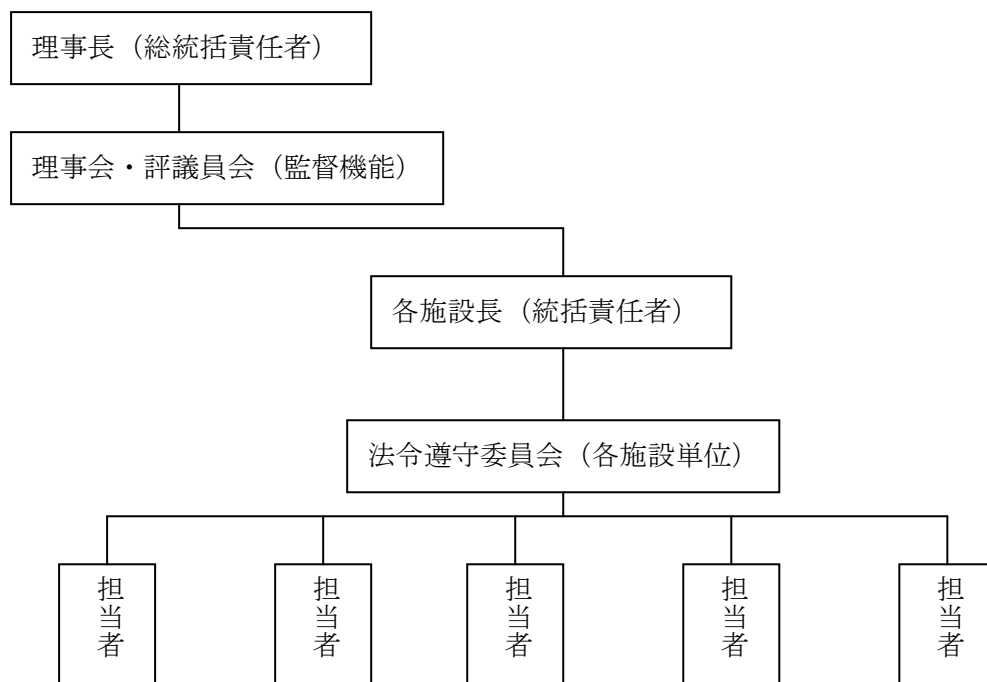 理事長（総統括責任者）
理事会・評議員会（監督機能）
各施設長（統括責任者）
法令遵守委員会（各施設単位）
担当者
担当者
担当者
担当者
担当者